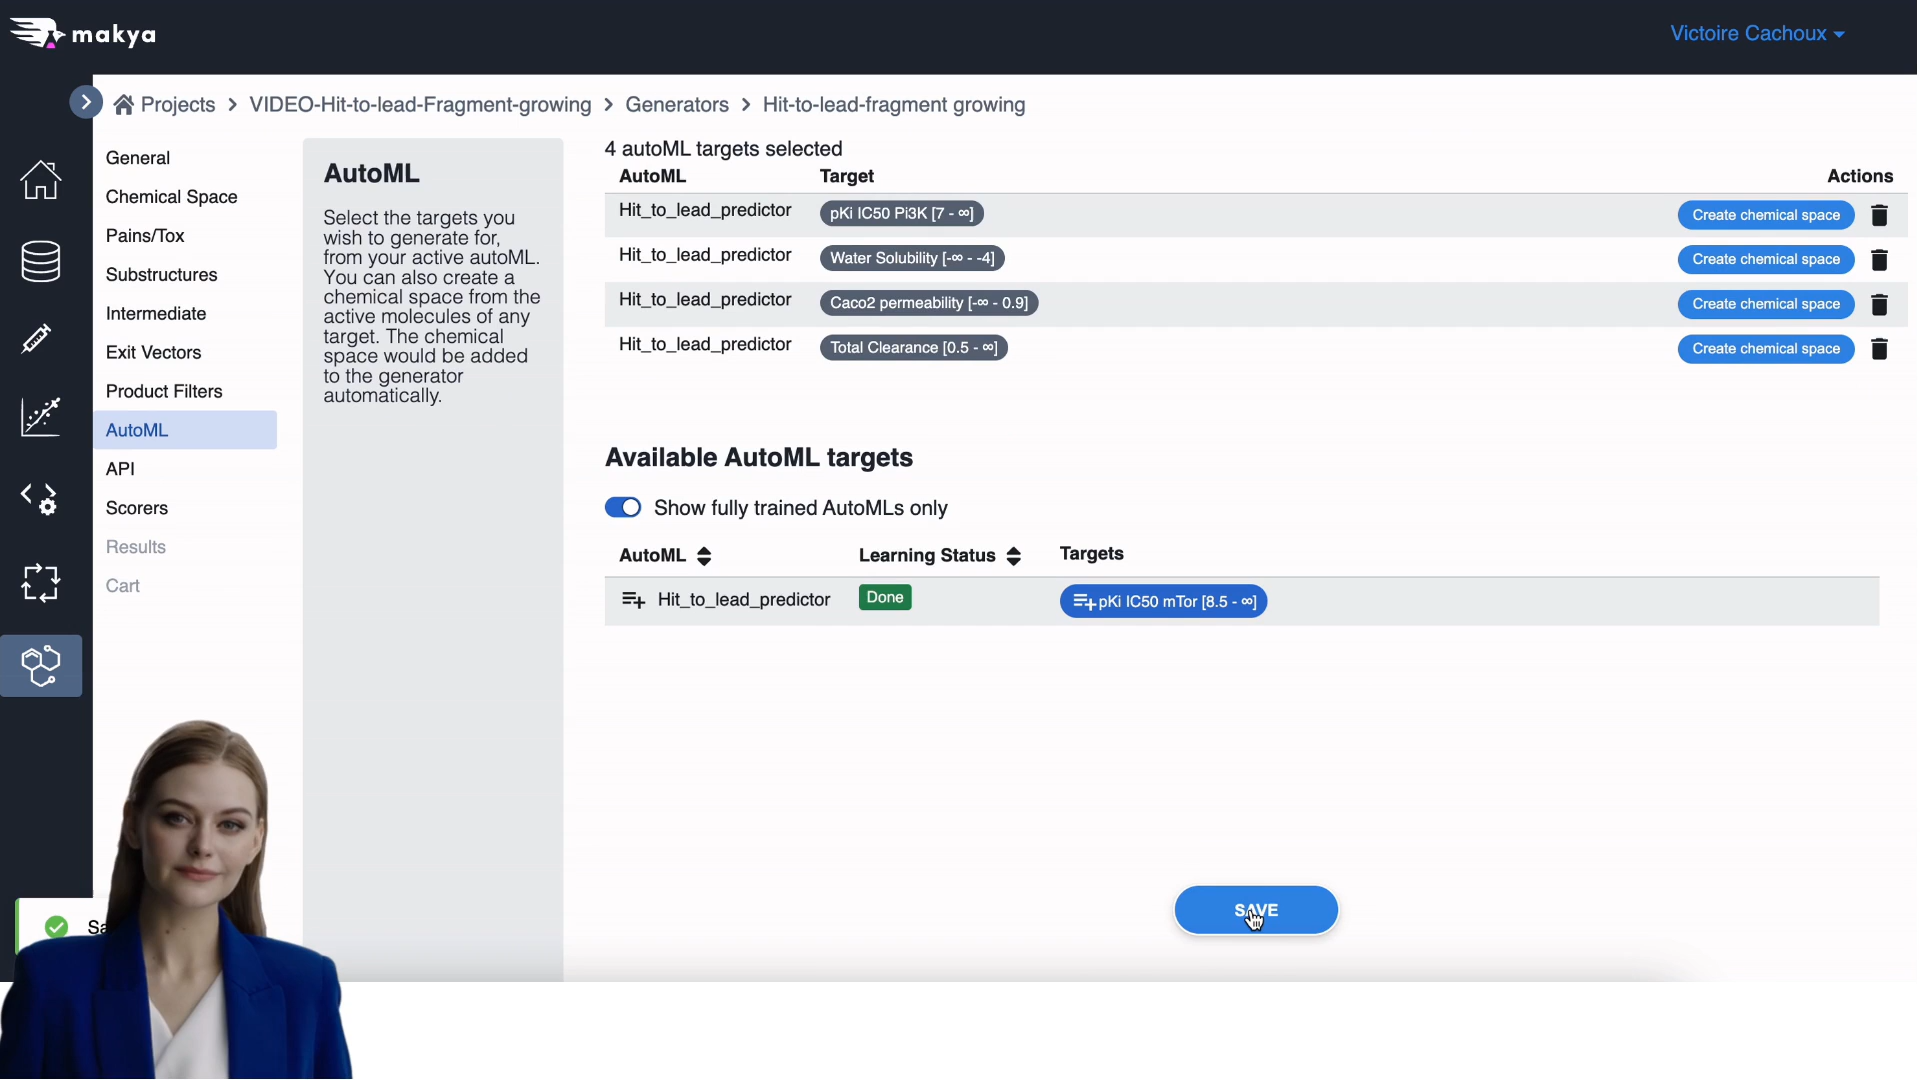 makya
Victoire Cachoux
Projects > VIDEO-Hit-to-lead-Fragment-growing > Generators > Hit-to-lead-fragment growing
General
Chemical Space
Pains/Tox
Substructures
Intermediate
Exit Vectors
Product Filters
AutoML
API
Scorers
Results
Cart
AutoML
Select the targets you
wish to generate for,
from your active autoML.
You can also create a
chemical space from the
active molecules of any
target. The chemical
space would be added
to the generator
automatically.
4 autoML targets selected
AutoML Target Actions
Hit_to_lead_predictor pKi IC50 Pi3K [7 - ∞] Create chemical space
Hit_to_lead_predictor Water Solubility [-∞ - -4] Create chemical space
Hit_to_lead_predictor Caco2 permeability [-∞ - 0.9] Create chemical space
Hit_to_lead_predictor Total Clearance [0.5 - ∞] Create chemical space
Available AutoML targets
Show fully trained AutoMLs only
AutoML Learning Status Targets
Hit_to_lead_predictor Done pKi IC50 mTor [8.5 - ∞]
SAVE